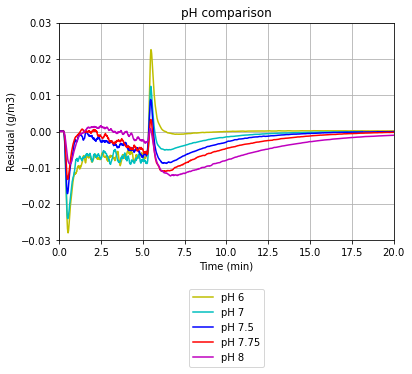 pH comparison
0.03
0.02
0.01
0.00
−0.01
−0.02
−0.03
Residual (g/m3)
0.0 2.5 5.0 7.5 10.0 12.5 15.0 17.5 20.0
Time (min)
pH 6
pH 7
pH 7.5
pH 7.75
pH 8